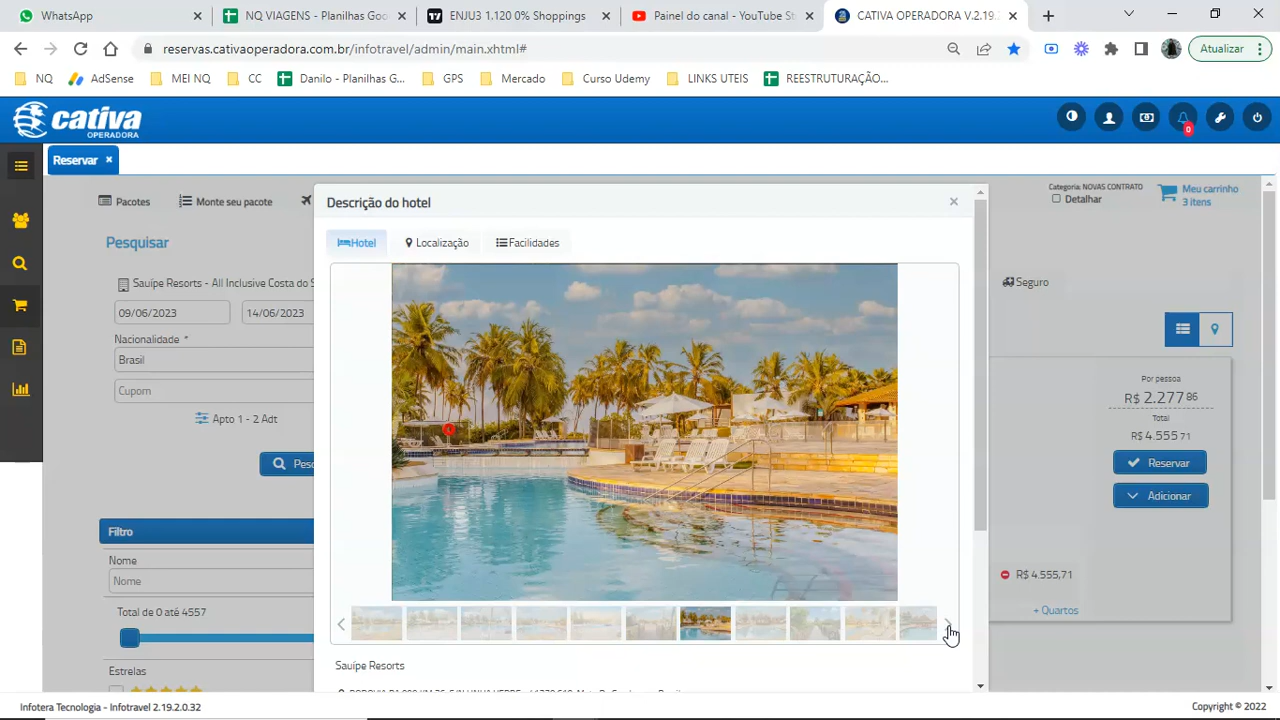 WhatsApp
NQ VIAGENS - Planilhas Goo
ENJU3 1.120 0% Shoppings
Painel do canal - YouTube St
CATIVA OPERADORA V.2.19.
reservas.cativaoperadora.com.br/infotravel/admin/main.xhtml#
Atualizar
NQ
AdSense
MEI NQ
CC
Danilo - Planilhas G...
GPS
Mercado
Curso Udemy
LINKS UTEIS
REESTRUTURAÇÃO...
cativa
OPERADORA
0
Reservar
Pacotes
Monte seu pacote
Categoria: NOVAS CONTRATO
Detalhar
Meu carrinho
3 itens
Descrição do hotel
Hotel
Localização
Facilidades
Pesquisar
Sauípe Resorts - All Inclusive Costa do S
09/06/2023
14/06/2023
Nacionalidade *
Brasil
Cupom
Apto 1 - 2 Adt
Pesq
Filtro
Nome
Nome
Total de 0 até 4557
Estrelas
Seguro
Por pessoa
R$ 2.277 86
Total
R$ 4.555 71
Reservar
Adicionar
R$ 4.555,71
+ Quartos
Sauípe Resorts
Infotera Tecnologia - Infotravel 2.19.2.0.32
Copyright © 2022